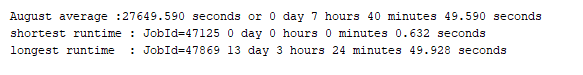 August average :27649.590 seconds or 0 day 7 hours 40 minutes 49.590 seconds
shortest runtime : JobId=47125 0 day 0 hours 0 minutes 0.632 seconds
longest runtime  : JobId=47869 13 day 3 hours 24 minutes 49.928 seconds